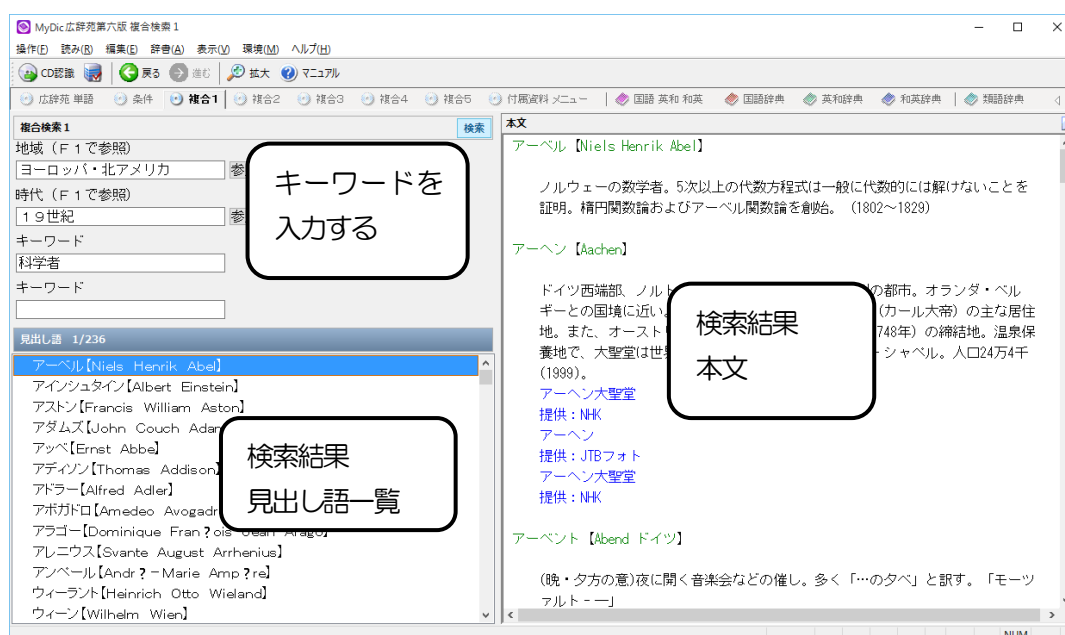 MyDic広辞苑第六版 複合検索1
操作(F) 読み(R) 編集(E) 辞書(A) 表示(V) 環境(M) ヘルプ(H)
CD認識 戻る 進む 拡大 マニュアル
広辞苑 単語 条件 複合1 複合2 複合3 複合4 複合5 付属資料 メニュー 国語 英和 和英 国語辞典 英和辞典 和英辞典 類語辞典
複合検索1 検索
地域(F1で参照)
ヨーロッパ・北アメリカ 参
時代(F1で参照)
19世紀 参
キーワード
科学者
キーワード
キーワードを
入力する
見出し語 1/236
アーベル【Niels Henrik Abel】
アインシュタイン【Albert Einstein】
アストン【Francis William Aston】
アダムズ【John Couch Adam
アッベ【Ernst Abbe】
アディソン【Thomas Addison】
アドラー【Alfred Adler】
アボガドロ【Amedeo Avogadr
アラゴー【Dominique Fran?ois Jean Arago】
アレニウス【Svante August Arrhenius】
アンペール【Andr?-Marie Amp?re】
ウィーラント【Heinrich Otto Wieland】
ウィーン【Wilhelm Wien】
検索結果
見出し語一覧
本文
アーベル【Niels Henrik Abel】
ノルウェーの数学者。5次以上の代数方程式は一般に代数的には解けないことを
証明。楕円関数論およびアーベル関数論を創始。(1802~1829)
アーヘン【Aachen】
ドイツ西端部、ノルト の都市。オランダ・ベル
ギーとの国境に近い。 (カール大帝)の主な居住
地。また、オースト 748年)の締結地。温泉保
養地で、大聖堂は世 ‐シャペル。人口24万4千
(1999)。
アーヘン大聖堂
提供:NHK
アーヘン
提供:JTBフォト
アーヘン大聖堂
提供:NHK
アーベント【Abend ドイツ】
(晩・夕方の意)夜に開く音楽会などの催し。多く「…の夕べ」と訳す。「モーツ
ァルト‐―」
検索結果
本文
NUM